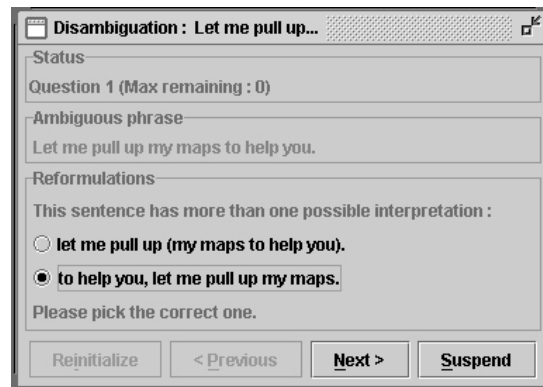 Disambiguation : Let me pull up...
Status
Question 1 (Max remaining : 0)
Ambiguous phrase
Let me pull up my maps to help you.
Reformulations
This sentence has more than one possible interpretation :
let me pull up (my maps to help you).
to help you, let me pull up my maps.
Please pick the correct one.
Reinitialize < Previous Next > Suspend